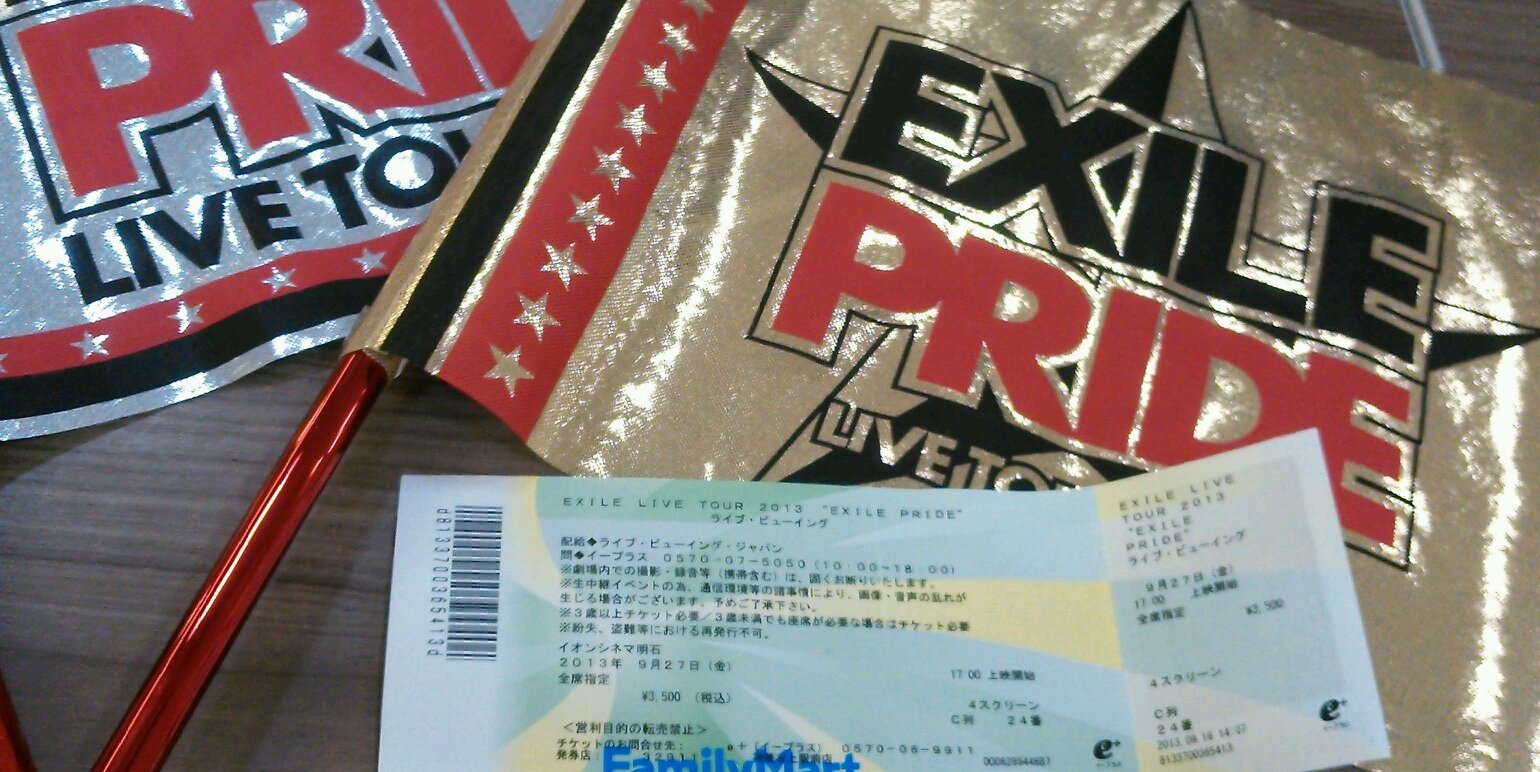 PRI
LIVE TOU
EXILE
PRIDE
LIVE TO
d8133700365413d
EXILE LIVE TOUR 2013 "EXILE PRIDE"
ライブ・ビューイング
配給◆ライブ・ビューイング・ジャパン
問◆イープラス 0570-07-5050(10:00~18:00)
※劇場内での撮影・録音等(携帯含む)は、固くお断りいたします。
※生中継イベントの為、通信環境等の諸事情により、画像・音声の乱れが
生じる場合がございます。予めご了承下さい。
※3歳以上チケット必要/3歳未満でも座席が必要な場合はチケット必要
※紛失、盗難等における再発行不可。
イオンシネマ明石
2013年 9月27日(金)
17:00 上映開始
全席指定
¥3,500 (税込)
4スクリーン
C列 24番
<営利目的の転売禁止>
チケットのお問合せ先: e+(イープラス) 0570-06-9911
発券店: 32911
FamilyMart
e+
EXILE LIVE
TOUR 2013
"EXILE
PRIDE"
ライブ・ビューイング
9月27日(金)
17:00 上映開始
全席指定 ¥3,500
4スクリーン
C列
24番
2013.09.16 14:07
e+